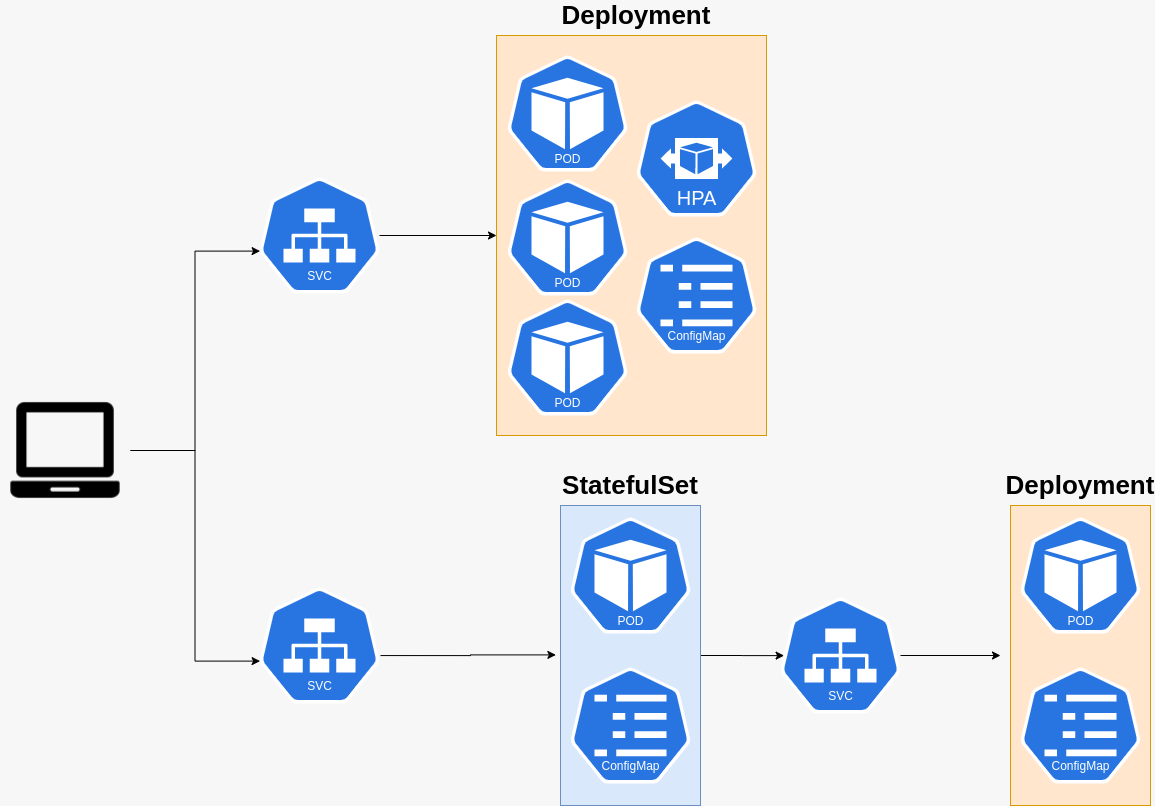 Deployment
POD
HPA
SVC
POD
ConfigMap
POD
StatefulSet
Deployment
POD
POD
SVC
SVC
ConfigMap
ConfigMap